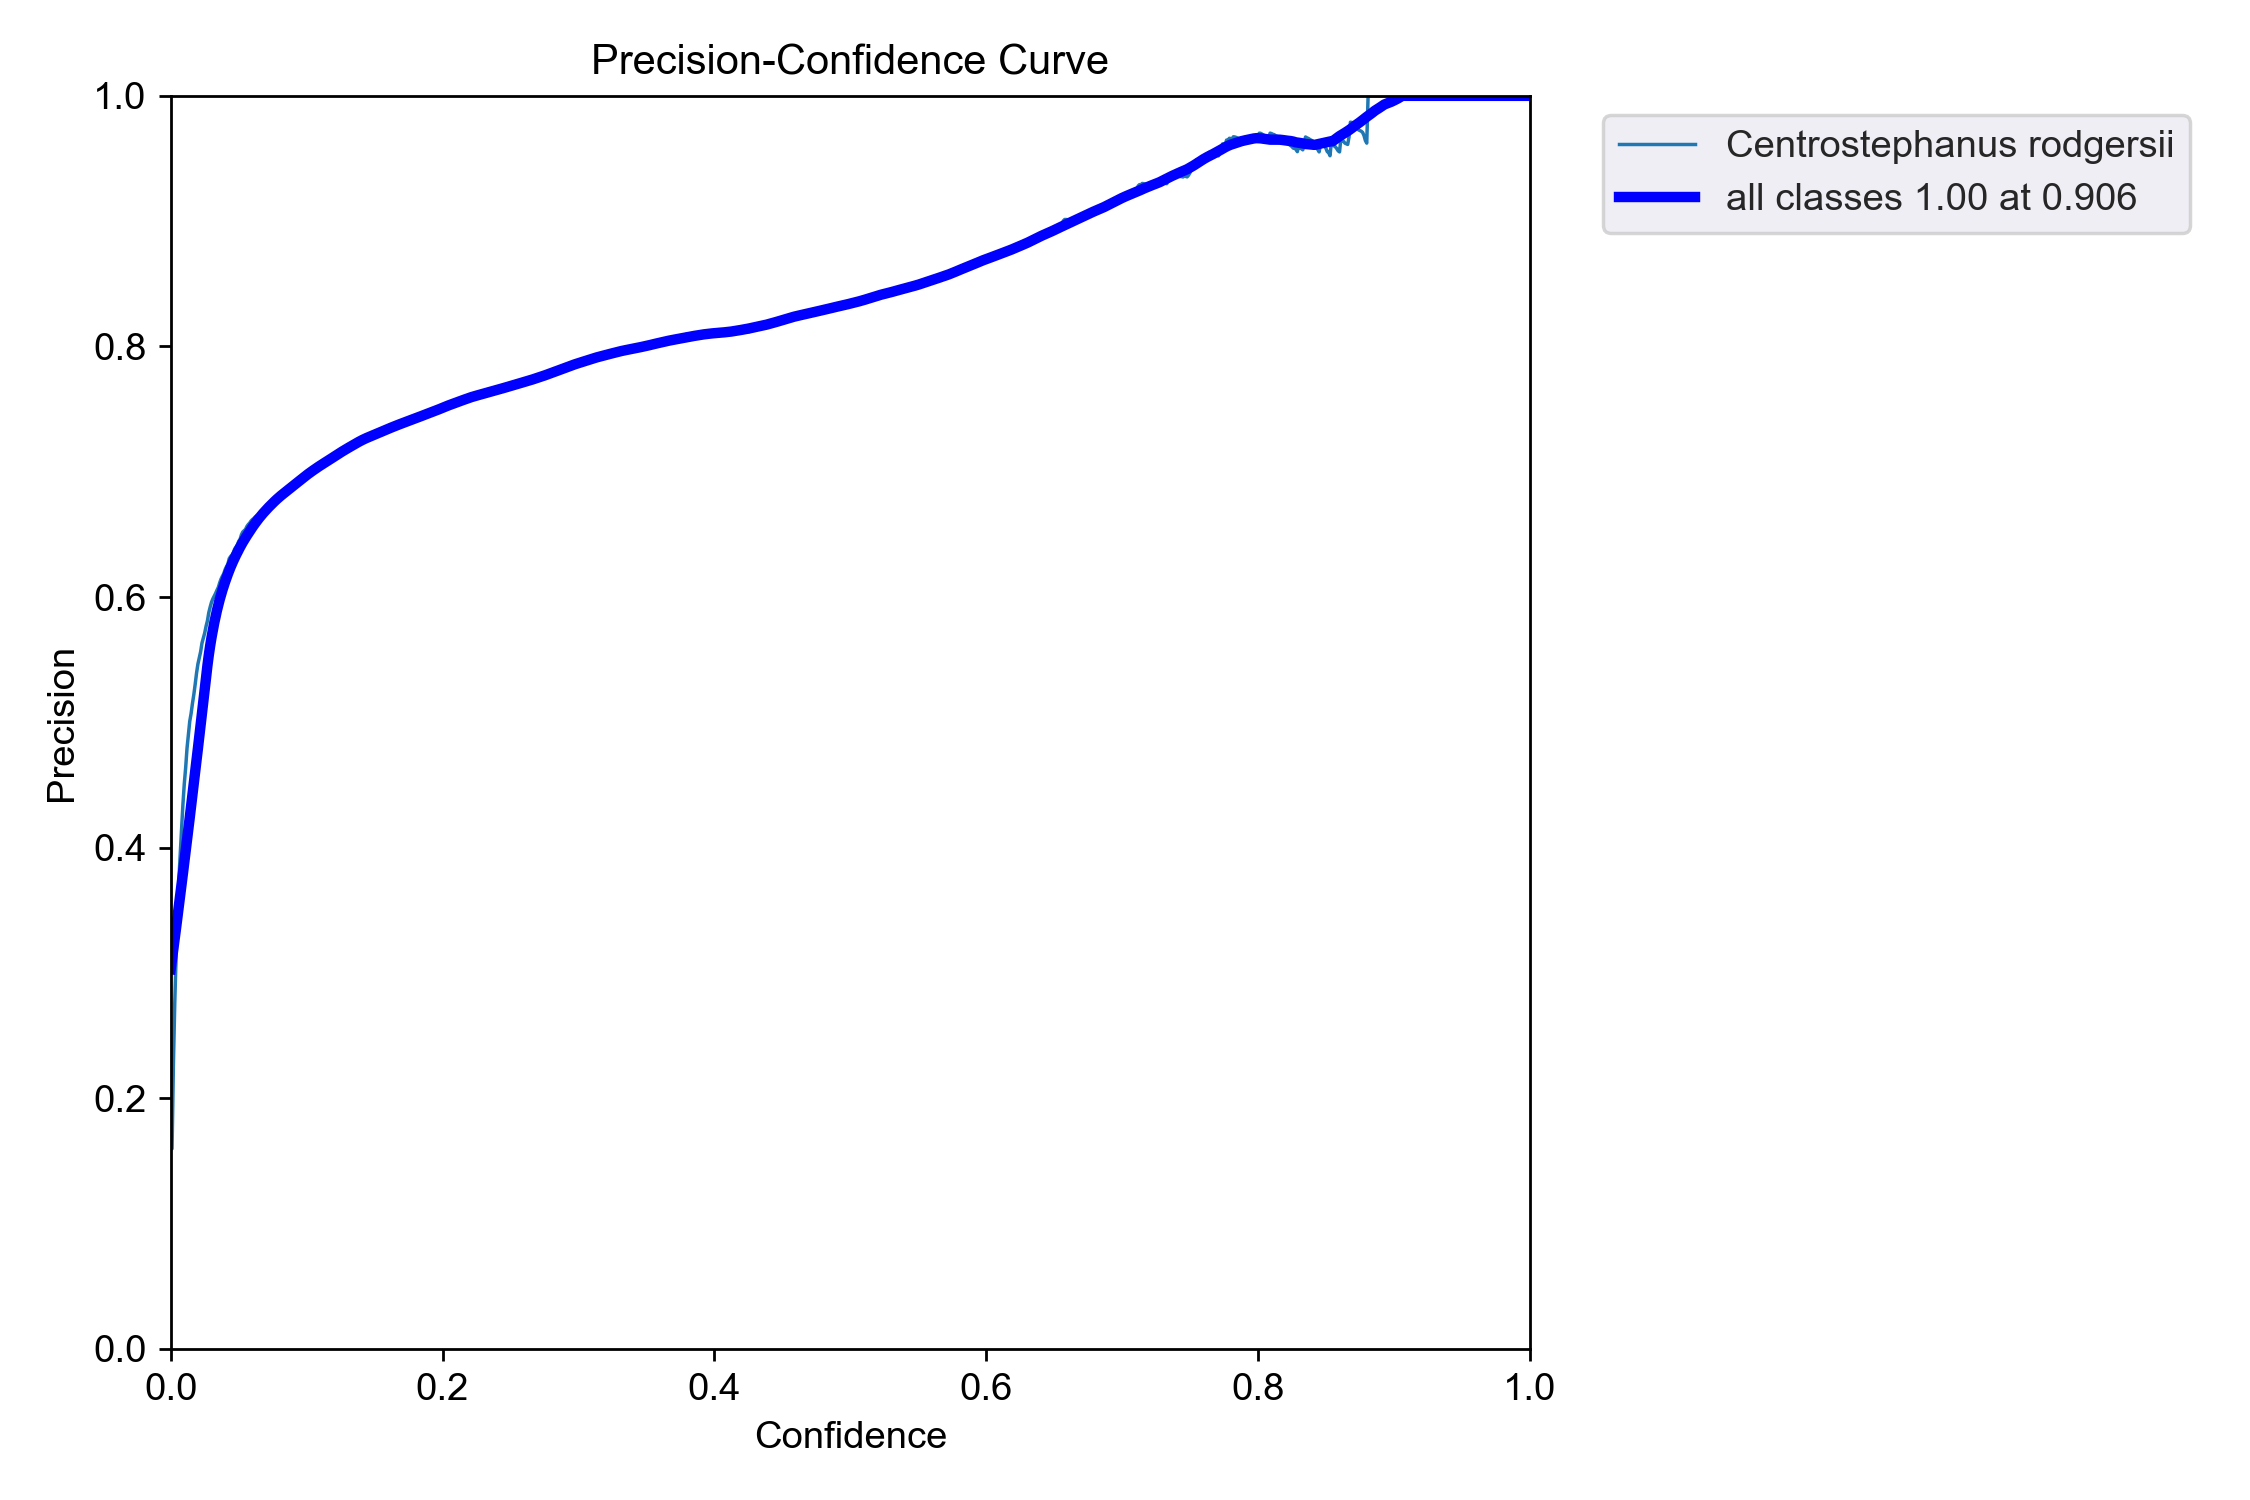 Precision-Confidence Curve
1.0
0.8
0.6
0.4
0.2
0.0
Precision
0.0 0.2 0.4 0.6 0.8 1.0
Confidence
Centrostephanus rodgersii
all classes 1.00 at 0.906